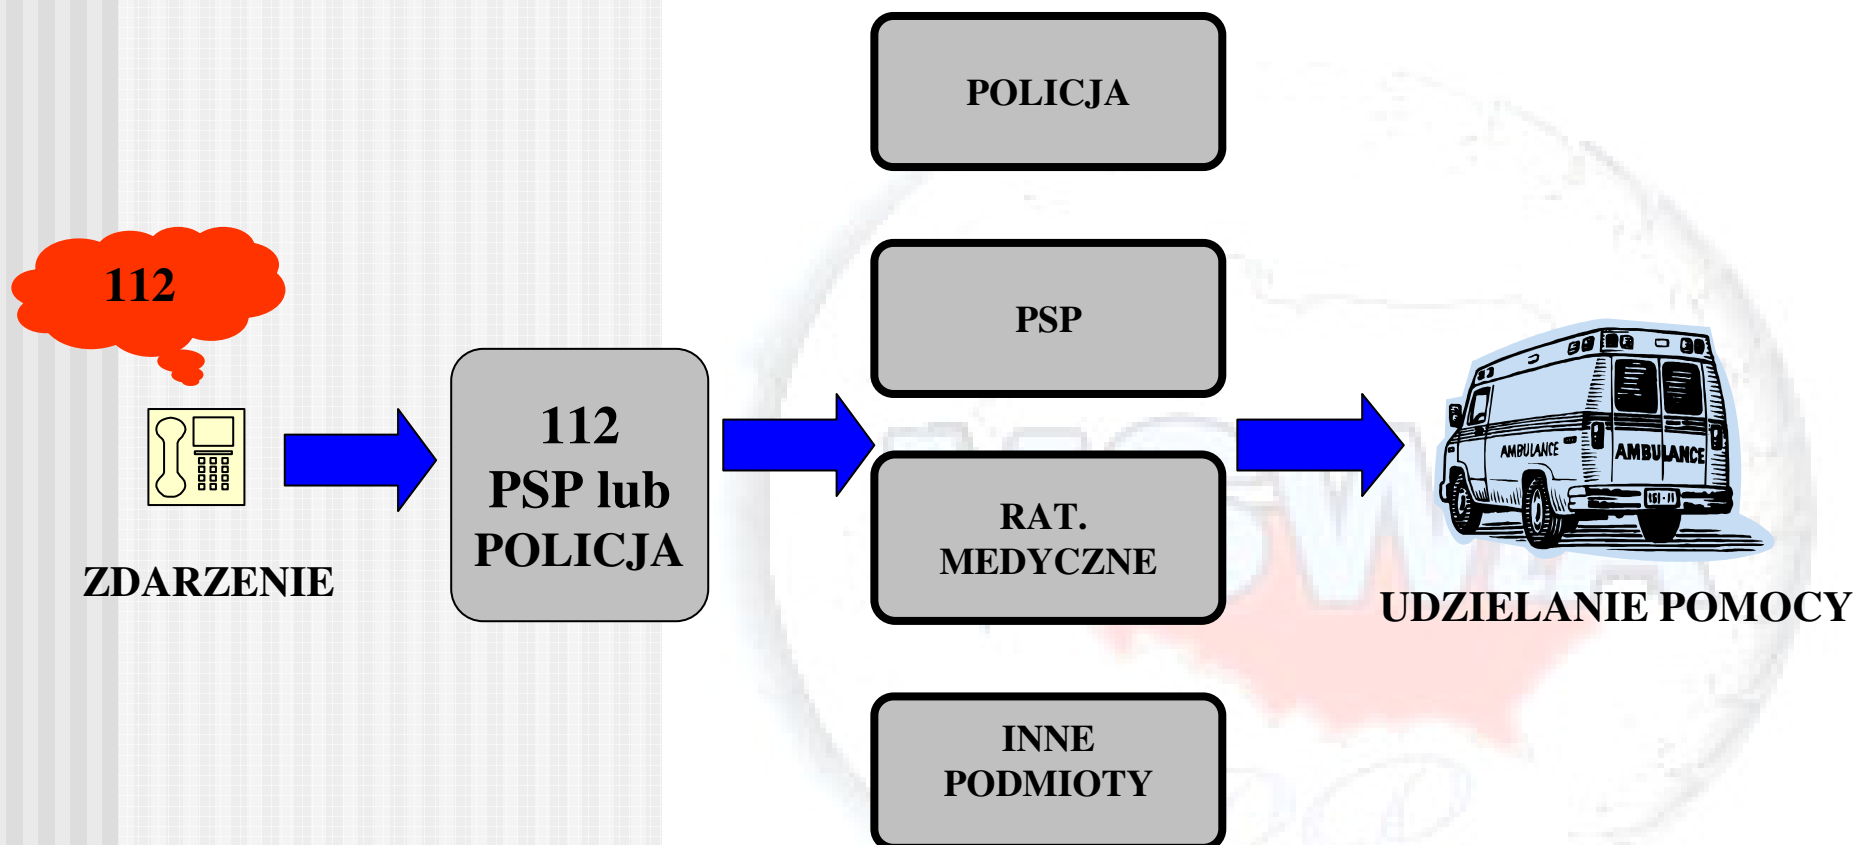 112
ZDARZENIE
112
PSP lub
POLICJA
POLICJA
PSP
RAT.
MEDYCZNE
INNE
PODMIOTY
AMBULANCE
AMBULANCE
UDZIELANIE POMOCY